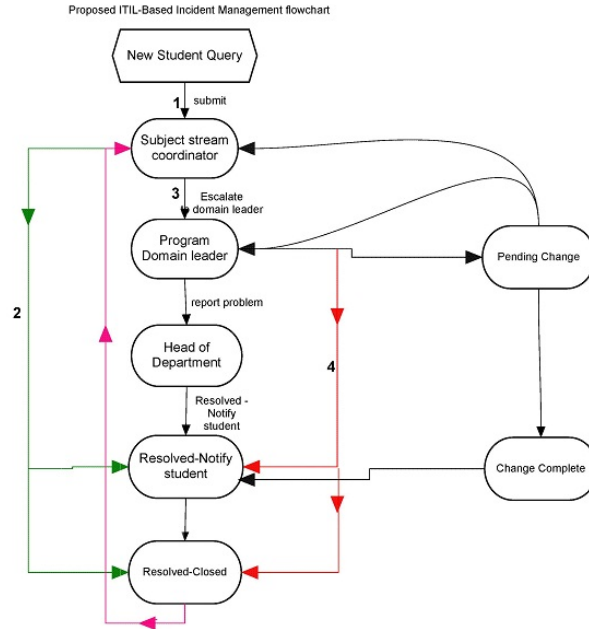 Proposed ITIL-Based Incident Management flowchart
New Student Query
1
submit
Subject stream
coordinator
3
Escalate
to domain leader
Program
Domain leader
Pending Change
report problem
2
Head of
Department
4
Resolved -
Notify
student
Resolved-Notify
student
Change Complete
Resolved-Closed